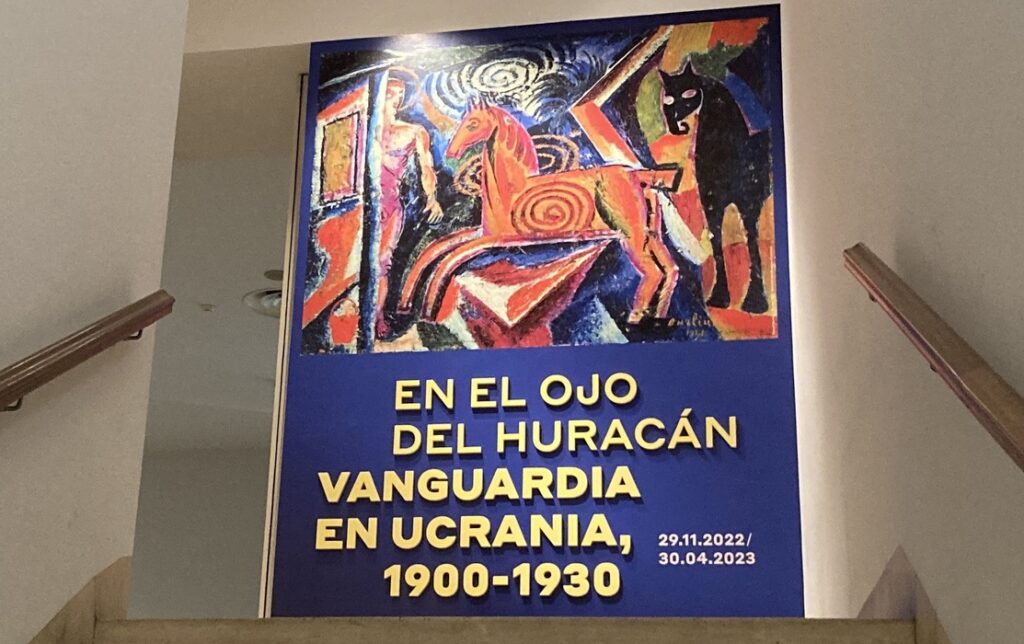 EN EL OJO
DEL HURACÁN
VANGUARDIA
EN UCRANIA,
1900-1930
29.11.2022/
30.04.2023